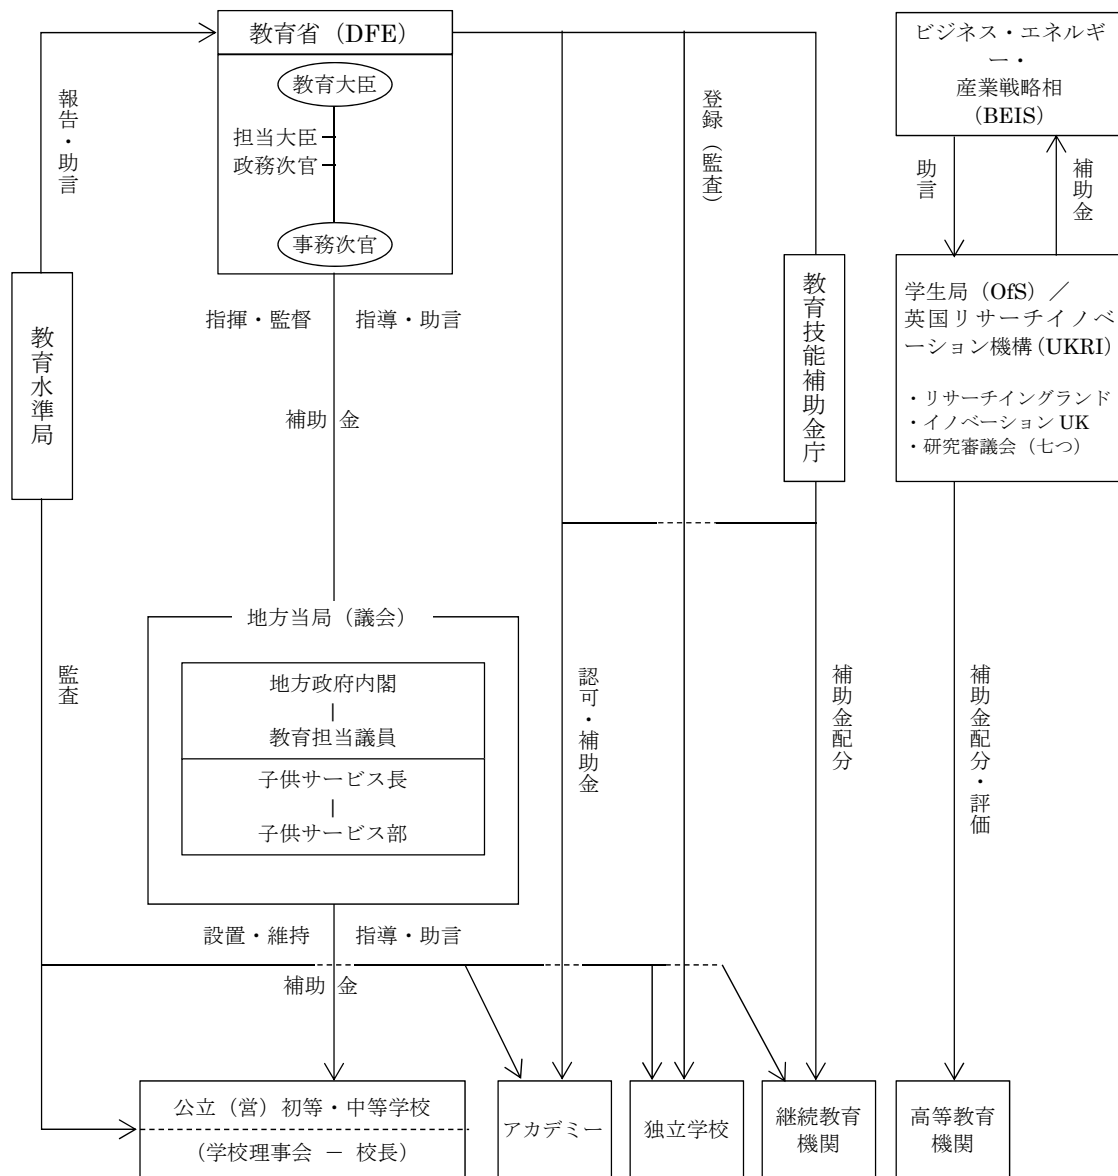 教育省（DFE）
教育大臣
担当大臣
政務次官
事務次官
ビジネス・エネルギ
ー・
産業戦略相
（BEIS）
報告・助言
登録（監査）
助言
補助金
教育水準局
指揮・監督　指導・助言
補助金
教育技能補助金庁
学生局（OfS）／
英国リサーチイノベ
ーション機構（UKRI）
・リサーチイングランド
・イノベーション UK
・研究審議会（七つ）
地方当局（議会）
地方政府内閣
教育担当議員
子供サービス長
子供サービス部
監査
認可・補助金
補助金配分
補助金配分・評価
設置・維持　指導・助言
補助金
公立（営）初等・中等学校
（学校理事会 － 校長）
アカデミー
独立学校
継続教育
機関
高等教育
機関